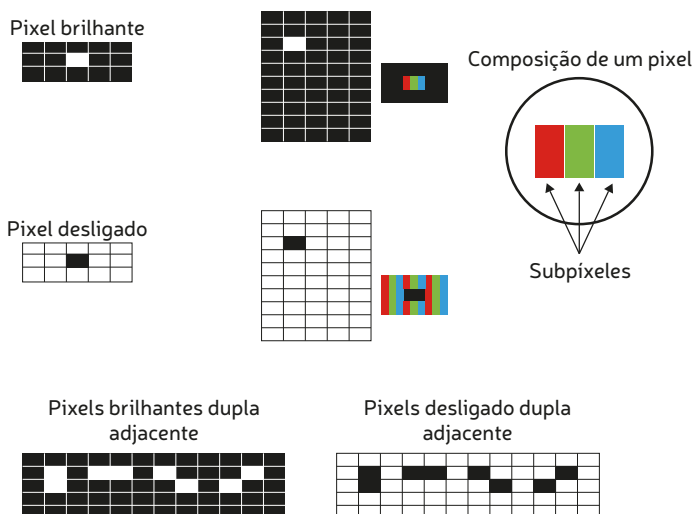 Pixel brilhante
Composição de um pixel
Pixel desligado
Subpíxeles
Pixels brilhantes dupla
adjacente
Pixels desligado dupla
adjacente